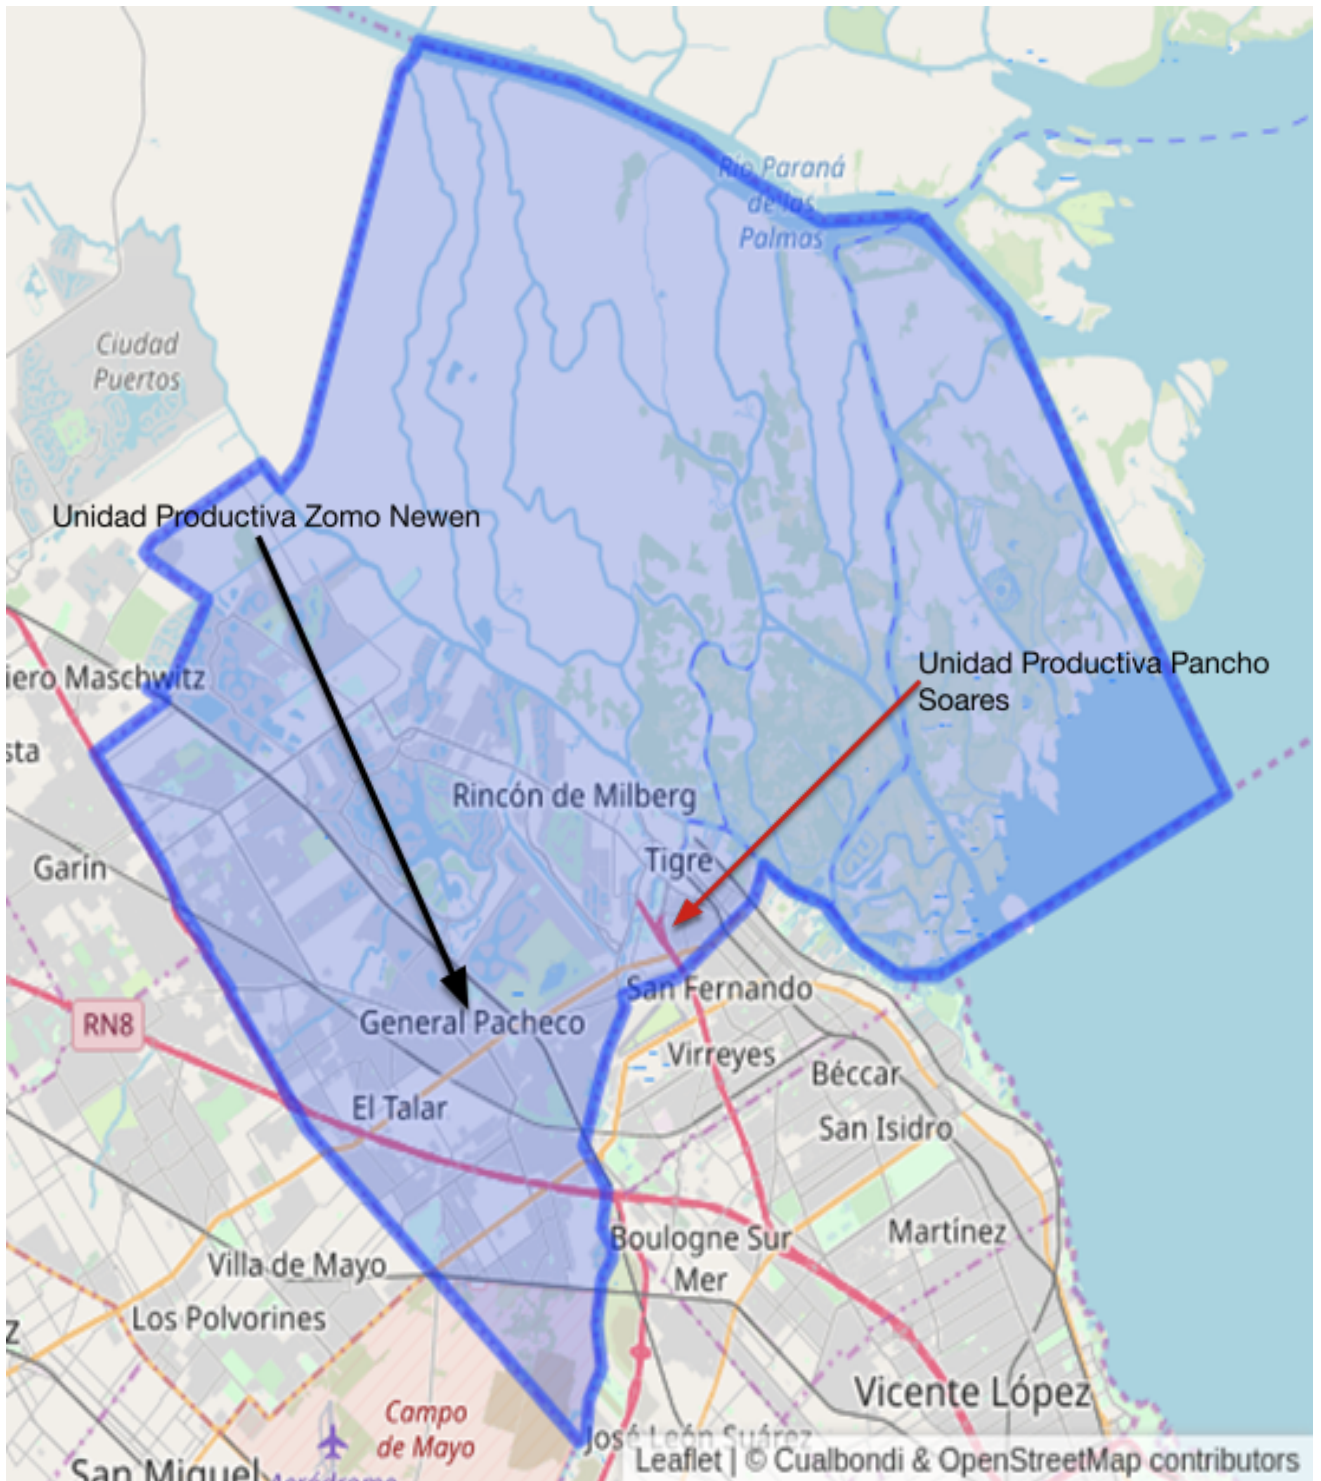 Río Paraná
de las
Palmas
Ciudad
Puertos
Unidad Productiva Zomo Newen
Unidad Productiva Pancho
Soares
iero Maschwitz
sta
Rincón de Milberg
Garín
Tigre
San Fernando
General Pacheco
RN8
Virreyes
Béccar
El Talar
San Isidro
Boulogne Sur
Mer
Martínez
Villa de Mayo
Los Polvorines
z
Vicente López
Campo
de Mayo
José León Suárez
San Miguel
Aeródromo
Leaflet | © Cualbondi & OpenStreetMap contributors